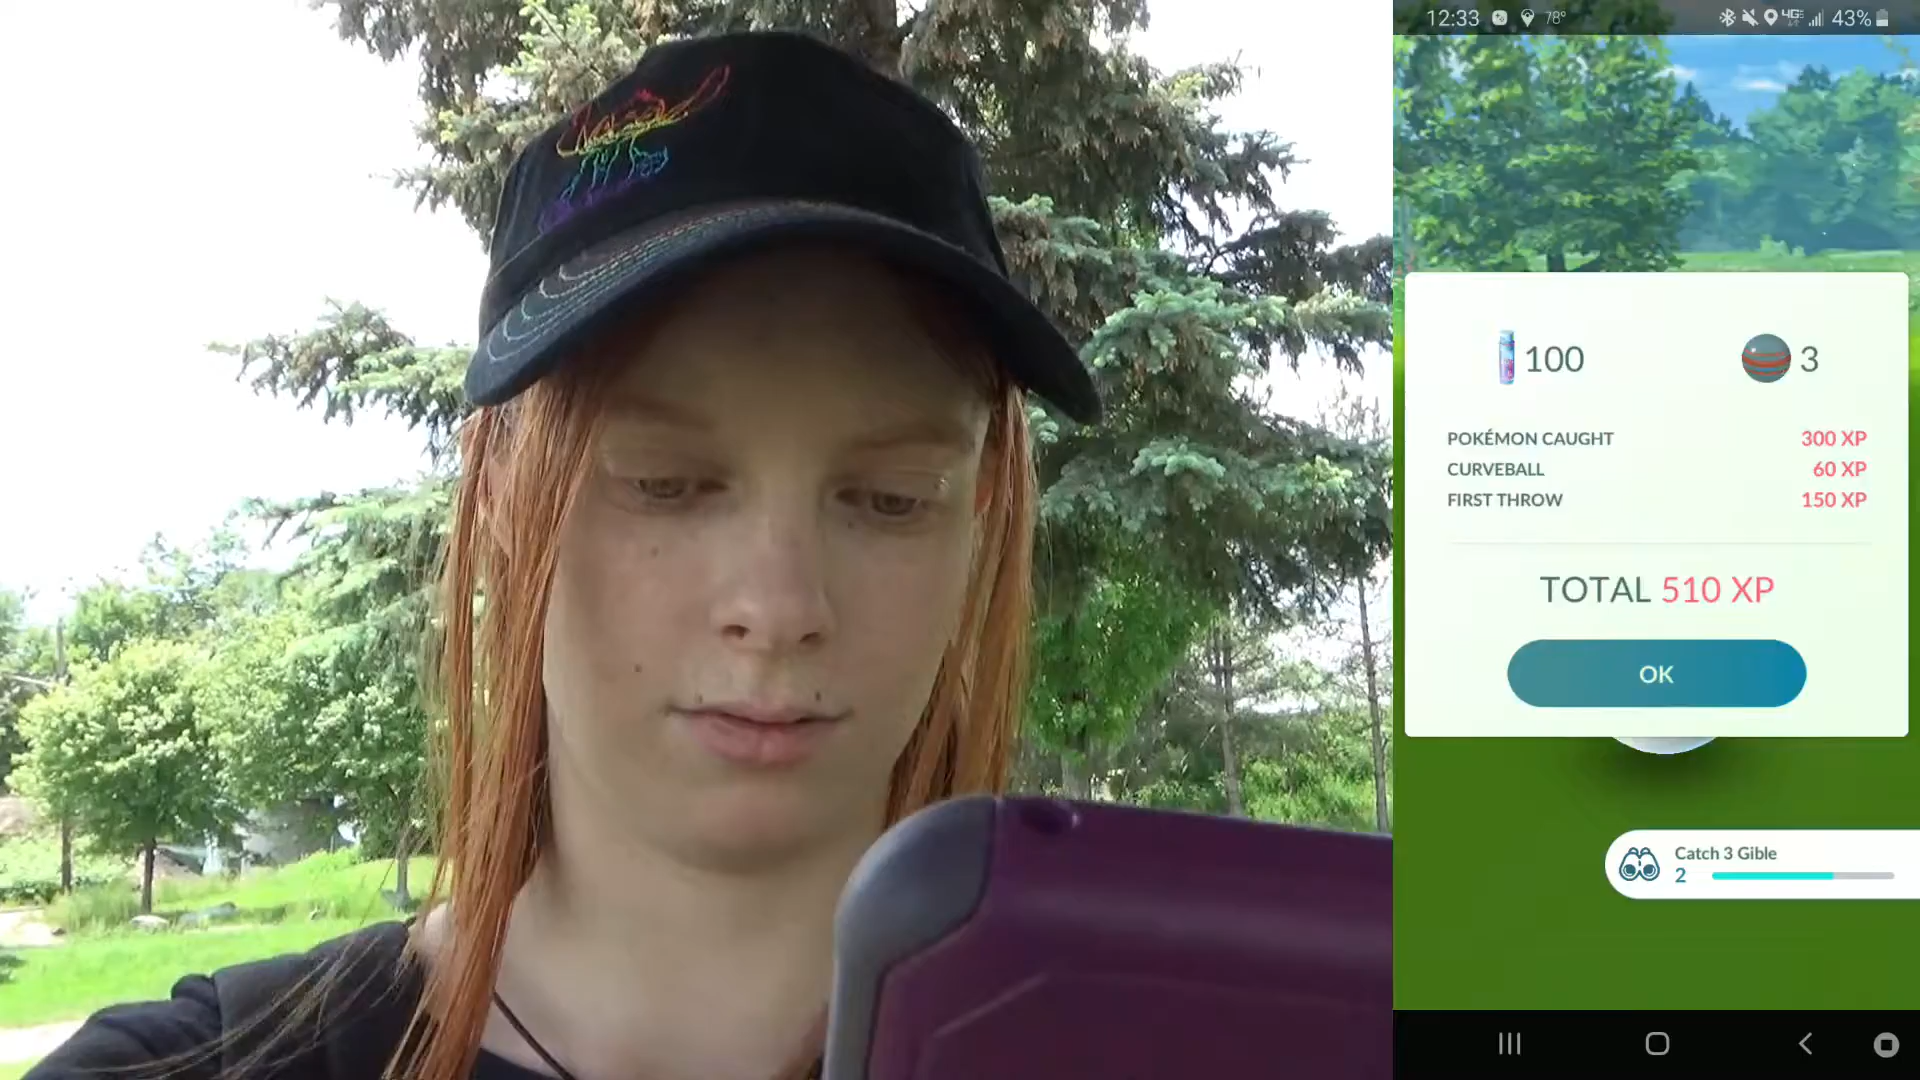 12:33 78° 4G 43%
100 3
POKÉMON CAUGHT 300 XP
CURVEBALL 60 XP
FIRST THROW 150 XP
TOTAL 510 XP
OK
Catch 3 Gible
2